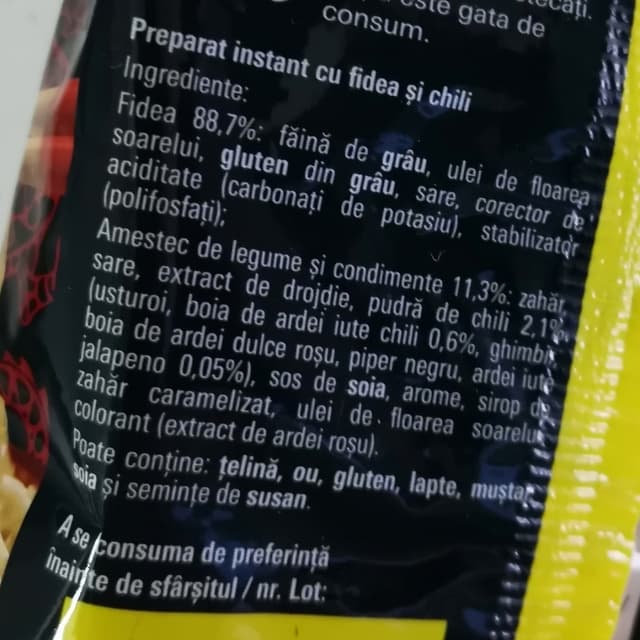 este gata de
consum.
Preparat instant cu fidea și chili
Ingrediente:
Fidea 88,7%: făină de grâu, ulei de floarea
soarelui, gluten din grâu, sare, corector de
aciditate (carbonați de potasiu), stabilizator
(polifosfați);
Amestec de legume și condimente 11,3%: zahăr,
sare, extract de drojdie, pudră de chili 2,1%
(usturoi, boia de ardei iute chili 0,6%,
boia de ardei dulce roșu, piper negru, ardei iute
jalapeno 0,05%), sos de soia, arome, sirop
zahăr caramelizat, ulei de floarea
colorant (extract de ardei roșu).
Poate conține: țelină, ou, gluten, lapte,
soia și semințe de susan.
A se consuma de preferință
înainte de sfârșitul / nr. Lot: